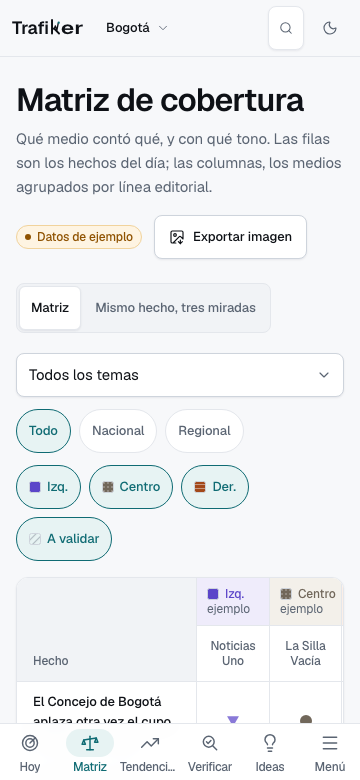 Trafiker
Bogotá
Matriz de cobertura
Qué medio contó qué, y con qué tono. Las filas
son los hechos del día; las columnas, los medios
agrupados por línea editorial.
Datos de ejemplo
Exportar imagen
Matriz
Mismo hecho, tres miradas
Todos los temas
Todo
Nacional
Regional
Izq.
Centro
Der.
A validar
Izq.
ejemplo
Centro
ejemplo
Hecho
Noticias
Uno
La Silla
Vacía
El Concejo de Bogotá
aplaza otra vez el cupo
Hoy
Matriz
Tendenci...
Verificar
Ideas
Menú